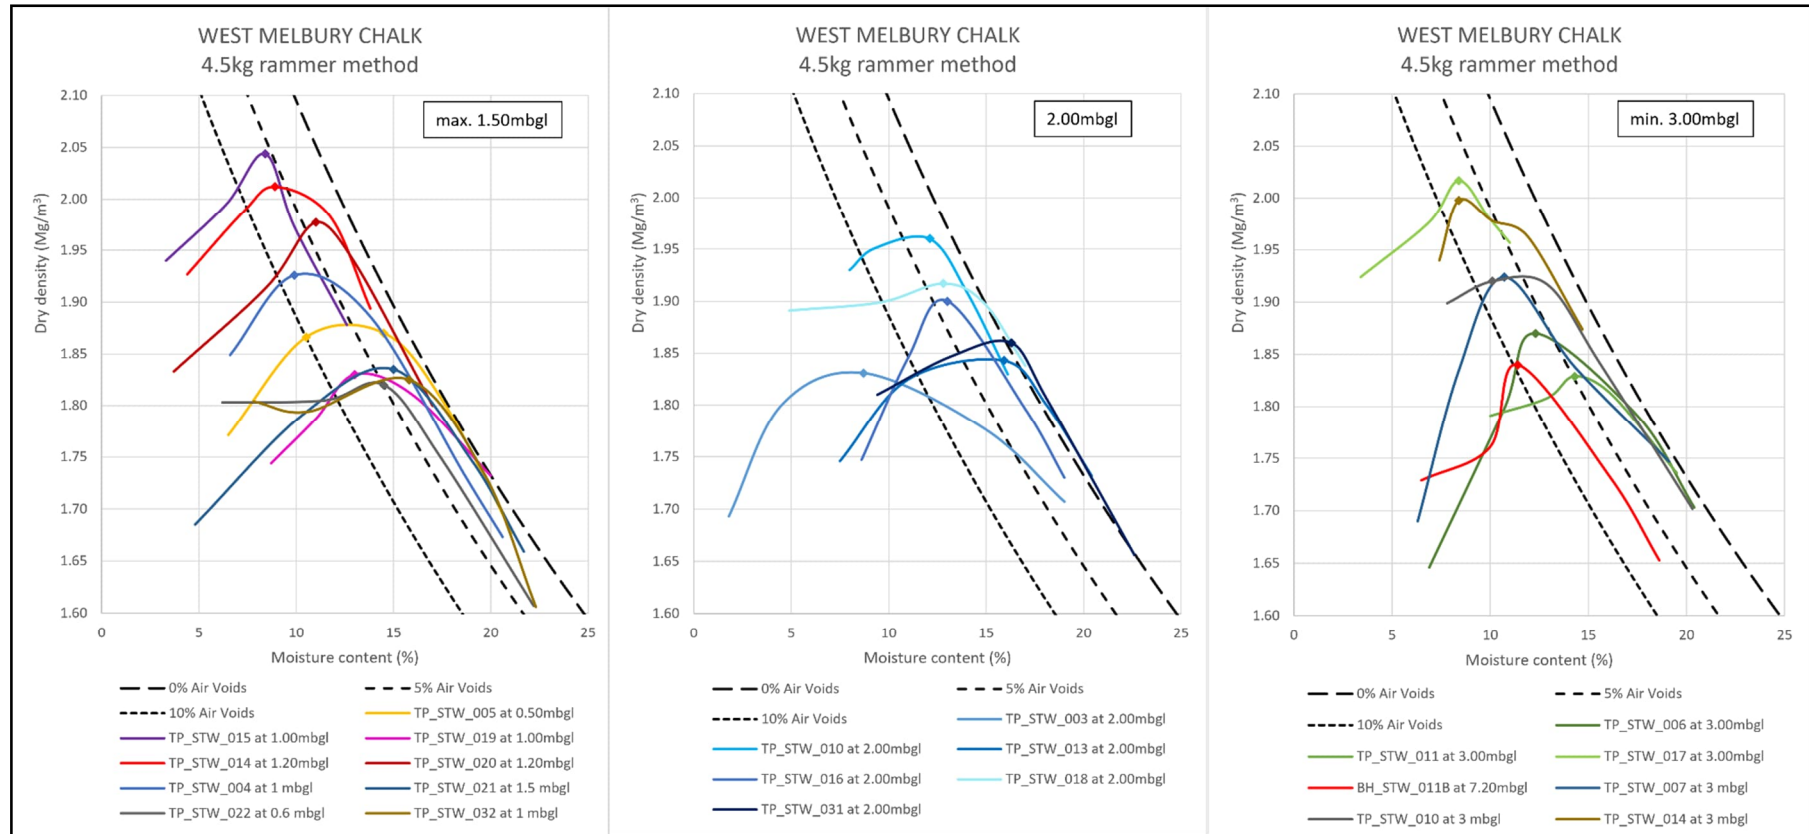 WEST MELBURY CHALK
4.5kg rammer method
max. 1.50mbgl
Dry density (Mg/m³)
2.10
2.05
2.00
1.95
1.90
1.85
1.80
1.75
1.70
1.65
1.60
0 5 10 15 20 25
Moisture content (%)
0% Air Voids 5% Air Voids
10% Air Voids TP_STW_005 at 0.50mbgl
TP_STW_015 at 1.00mbgl TP_STW_019 at 1.00mbgl
TP_STW_014 at 1.20mbgl TP_STW_020 at 1.20mbgl
TP_STW_004 at 1 mbgl TP_STW_021 at 1.5 mbgl
TP_STW_022 at 0.6 mbgl TP_STW_032 at 1 mbgl
WEST MELBURY CHALK
4.5kg rammer method
2.00mbgl
Dry density (Mg/m³)
2.10
2.05
2.00
1.95
1.90
1.85
1.80
1.75
1.70
1.65
1.60
0 5 10 15 20 25
Moisture content (%)
0% Air Voids 5% Air Voids
10% Air Voids TP_STW_003 at 2.00mbgl
TP_STW_010 at 2.00mbgl TP_STW_013 at 2.00mbgl
TP_STW_016 at 2.00mbgl TP_STW_018 at 2.00mbgl
TP_STW_031 at 2.00mbgl
WEST MELBURY CHALK
4.5kg rammer method
min. 3.00mbgl
Dry density (Mg/m³)
2.10
2.05
2.00
1.95
1.90
1.85
1.80
1.75
1.70
1.65
1.60
0 5 10 15 20 25
Moisture content (%)
0% Air Voids 5% Air Voids
10% Air Voids TP_STW_006 at 3.00mbgl
TP_STW_011 at 3.00mbgl TP_STW_017 at 3.00mbgl
BH_STW_011B at 7.20mbgl TP_STW_007 at 3 mbgl
TP_STW_010 at 3 mbgl TP_STW_014 at 3 mbgl